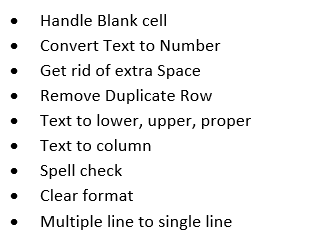 • Handle Blank cell
• Convert Text to Number
• Get rid of extra Space
• Remove Duplicate Row
• Text to lower, upper, proper
• Text to column
• Spell check
• Clear format
• Multiple line to single line